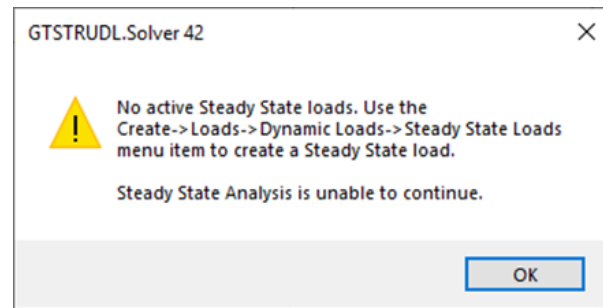 GTSTRUDL.Solver 42
No active Steady State loads. Use the
Create->Loads->Dynamic Loads->Steady State Loads
menu item to create a Steady State load.
Steady State Analysis is unable to continue.
OK